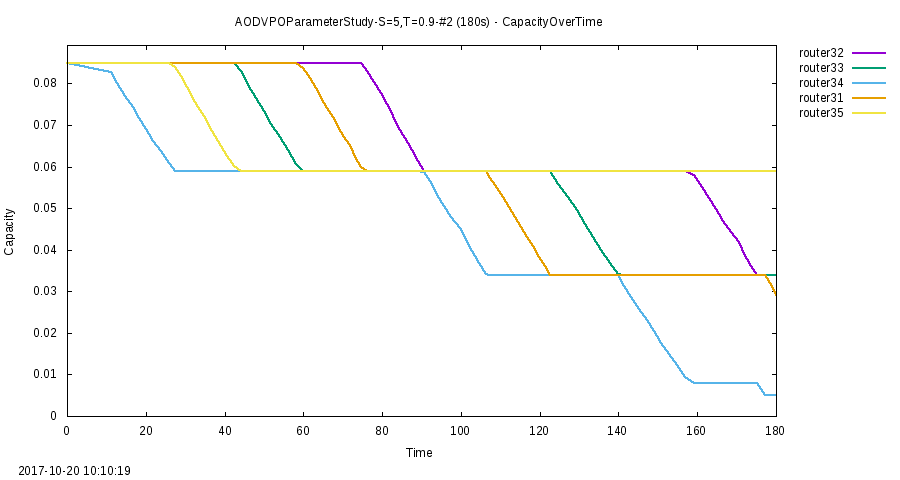 AODVPOParameterStudy-S=5,T=0.9-#2 (180s) - CapacityOverTime
router32
router33
router34
router31
router35
0.08
0.07
0.06
0.05
0.04
0.03
0.02
0.01
0
Capacity
0 20 40 60 80 100 120 140 160 180
Time
2017-10-20 10:10:19